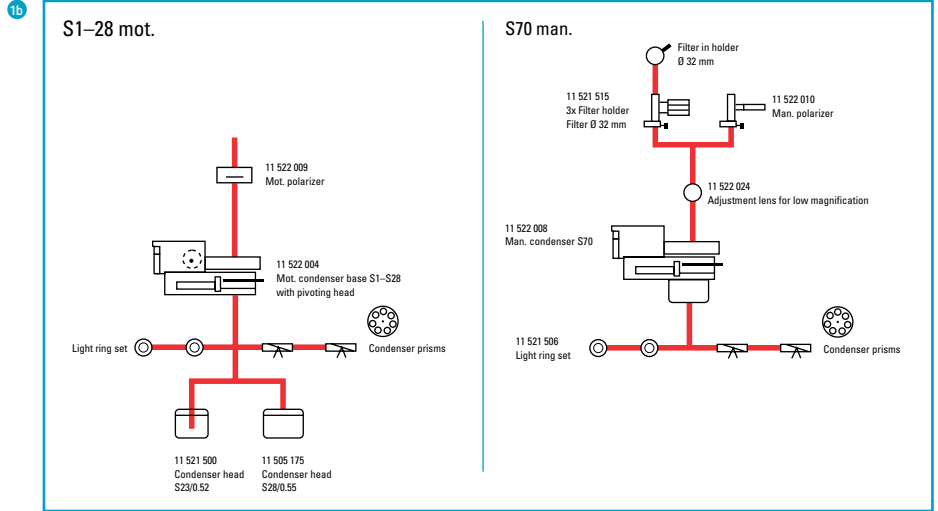 1b
S1–28 mot.
11 522 009
Mot. polarizer
11 522 004
Mot. condenser base S1–S28
with pivoting head
Light ring set
Condenser prisms
11 521 500
Condenser head
S23/0.52
11 505 175
Condenser head
S28/0.55
S70 man.
Filter in holder
Ø 32 mm
11 521 515
3x Filter holder
Filter Ø 32 mm
11 522 010
Man. polarizer
11 522 024
Adjustment lens for low magnification
11 522 008
Man. condenser S70
11 521 506
Light ring set
Condenser prisms